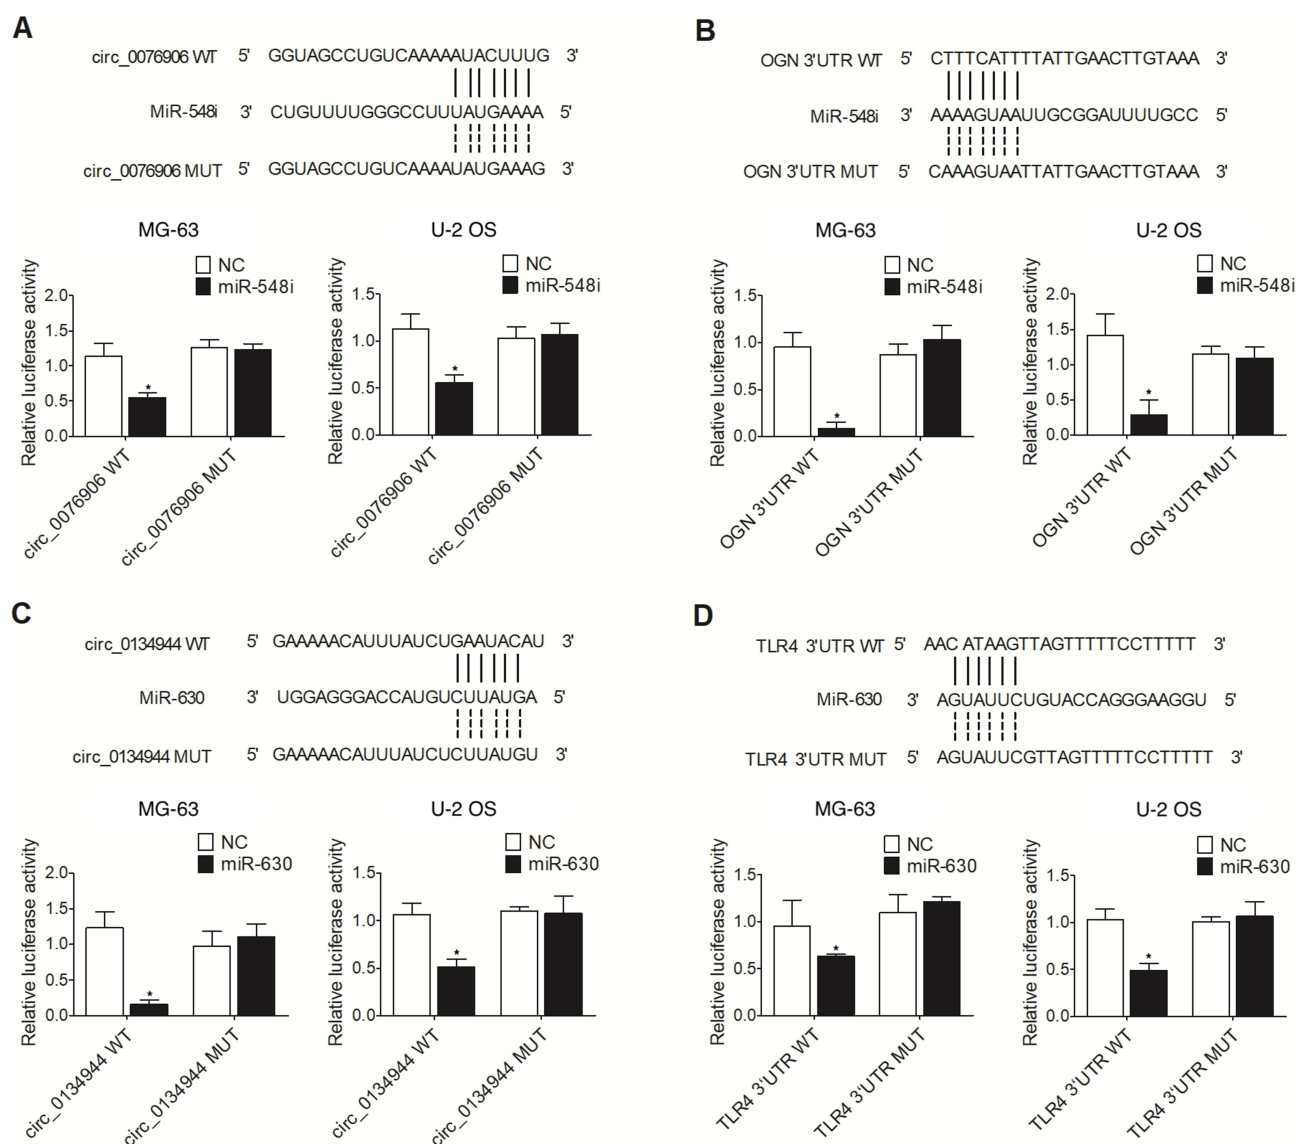 A
circ_0076906 WT 5' GGUAGCCUGUCAAAAAUACUUUG 3'
MiR-548i 3' CUGUUUUGGGCCUUUAUGAAAA 5'
circ_0076906 MUT 5' GGUAGCCUGUCAAAAUAUGAAAG 3'
MG-63
NC
miR-548i
Relative luciferase activity
2.0
1.5
1.0
0.5
0.0
*
circ_0076906 WT
circ_0076906 MUT
U-2 OS
NC
miR-548i
Relative luciferase activity
1.5
1.0
0.5
0.0
*
circ_0076906 WT
circ_0076906 MUT
B
OGN 3'UTR WT 5' CTTTCATTTTATTGAACTTGTAAA 3'
MiR-548i 3' AAAAGUAAUUGCGGAUUUUGCC 5'
OGN 3'UTR MUT 5' CAAAGUAATTATTGAACTTGTAAA 3'
MG-63
NC
miR-548i
Relative luciferase activity
1.5
1.0
0.5
0.0
*
OGN 3'UTR WT
OGN 3'UTR MUT
U-2 OS
NC
miR-548i
Relative luciferase activity
2.0
1.5
1.0
0.5
0.0
*
OGN 3'UTR WT
OGN 3'UTR MUT
C
circ_0134944 WT 5' GAAAAACAUUUAUCUGAAUACAU 3'
MiR-630 3' UGGAGGGACCAUGUCUUAUGA 5'
circ_0134944 MUT 5' GAAAAACAUUUAUCUCUUAUGU 3'
MG-63
NC
miR-630
Relative luciferase activity
2.0
1.5
1.0
0.5
0.0
*
circ_0134944 WT
circ_0134944 MUT
U-2 OS
NC
miR-630
Relative luciferase activity
1.5
1.0
0.5
0.0
*
circ_0134944 WT
circ_0134944 MUT
D
TLR4 3'UTR WT 5' AAC ATAAGTTAGTTTTTCCTTTTT 3'
MiR-630 3' AGUAUUCUGUACCAGGGAAGGU 5'
TLR4 3'UTR MUT 5' AGUAUUCGTTAGTTTTTCCTTTTT 3'
MG-63
NC
miR-630
Relative luciferase activity
1.5
1.0
0.5
0.0
*
TLR4 3'UTR WT
TLR4 3'UTR MUT
U-2 OS
NC
miR-630
Relative luciferase activity
1.5
1.0
0.5
0.0
*
TLR4 3'UTR WT
TLR4 3'UTR MUT